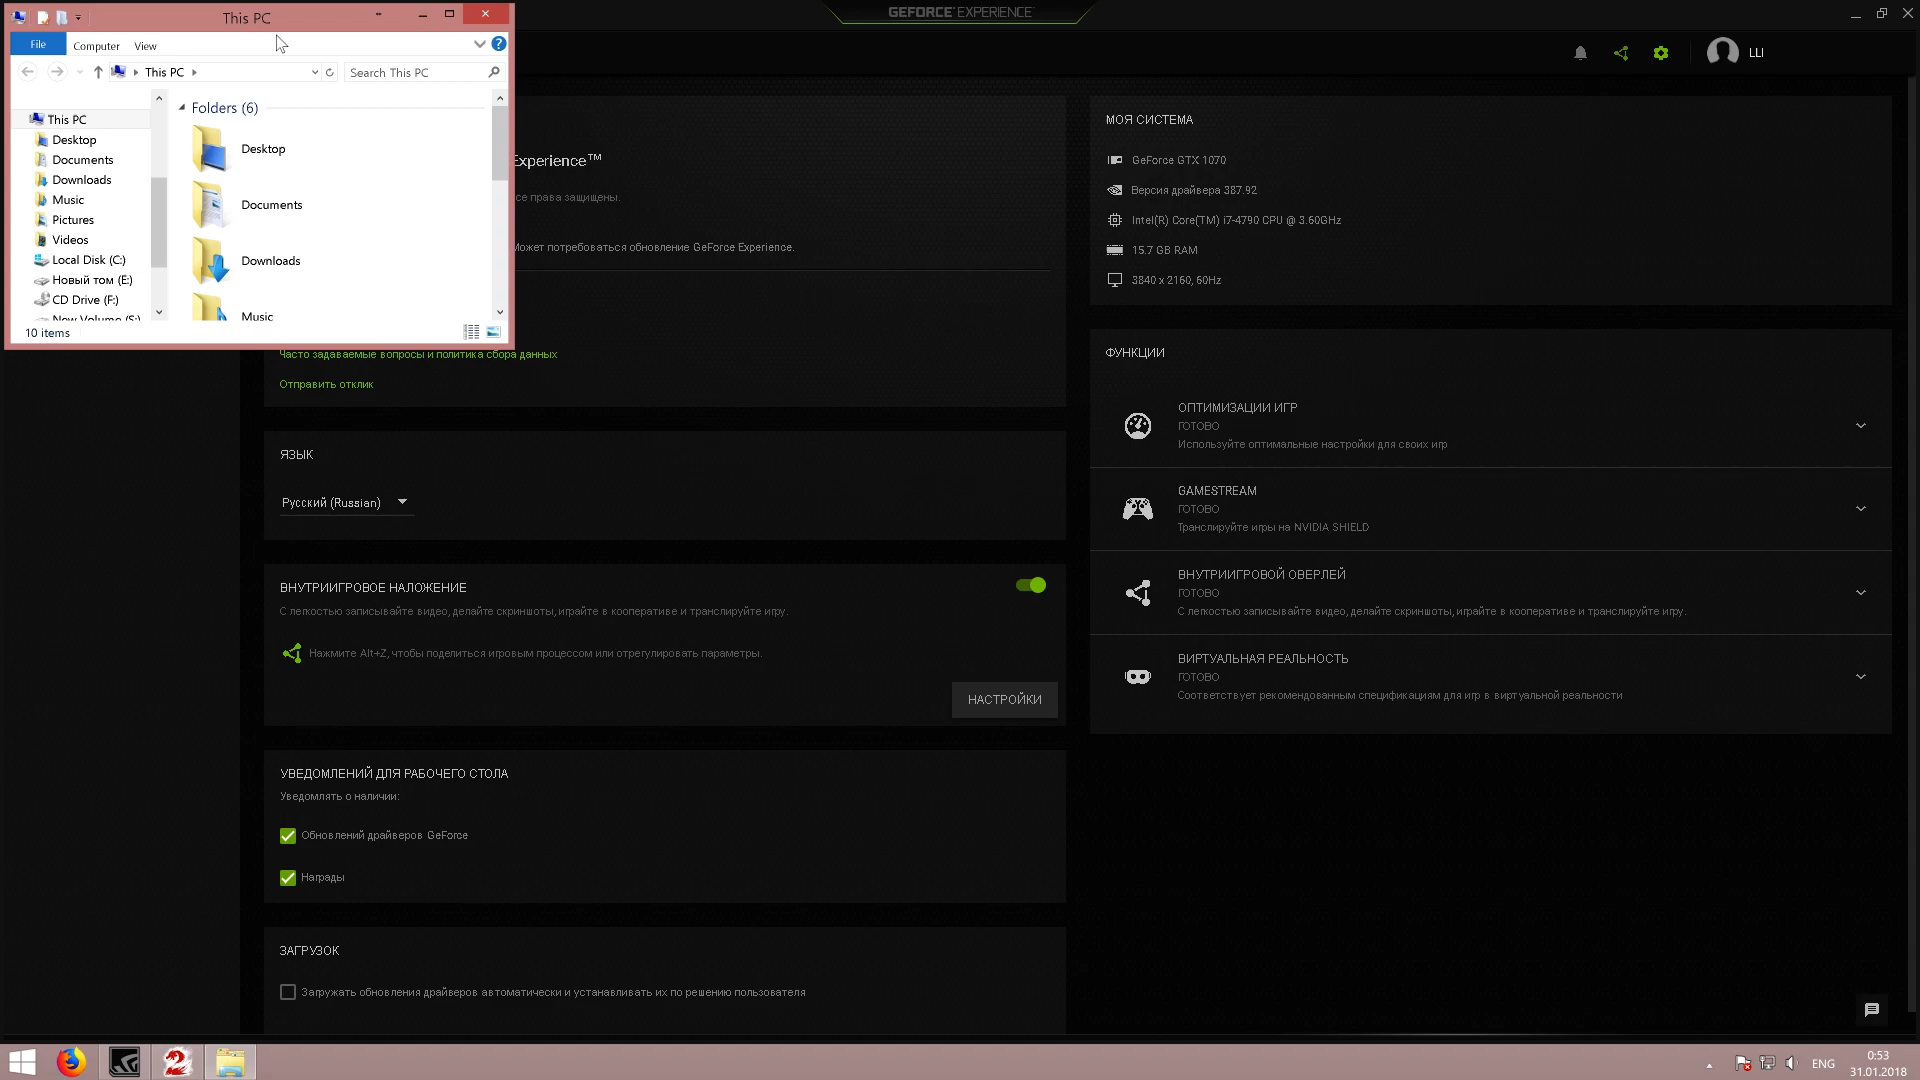 This PC
File
Computer
View
This PC
Search This PC
This PC
Desktop
Documents
Downloads
Music
Pictures
Videos
Local Disk (C:)
Новый том (E:)
CD Drive (F:)
New Volume (S:)
Folders (6)
Desktop
Documents
Downloads
Music
10 items
GEFORCE EXPERIENCE
LLI
Experience™
се права защищены.
Может потребоваться обновление GeForce Experience.
Часто задаваемые вопросы и политика сбора данных
Отправить отклик
ЯЗЫК
Русский (Russian)
ВНУТРИИГРОВОЕ НАЛОЖЕНИЕ
С легкостью записывайте видео, делайте скриншоты, играйте в кооперативе и транслируйте игру.
Нажмите Alt+Z, чтобы поделиться игровым процессом или отрегулировать параметры.
НАСТРОЙКИ
УВЕДОМЛЕНИЙ ДЛЯ РАБОЧЕГО СТОЛА
Уведомлять о наличии:
Обновлений драйверов GeForce
Награды
ЗАГРУЗОК
Загружать обновления драйверов автоматически и устанавливать их по решению пользователя
МОЯ СИСТЕМА
GeForce GTX 1070
Версия драйвера 387.92
Intel(R) Core(TM) i7-4790 CPU @ 3.60GHz
15.7 GB RAM
3840 x 2160, 60Hz
ФУНКЦИИ
ОПТИМИЗАЦИИ ИГР
ГОТОВО
Используйте оптимальные настройки для своих игр
GAMESTREAM
ГОТОВО
Транслируйте игры на NVIDIA SHIELD
ВНУТРИИГРОВОЙ ОВЕРЛЕЙ
ГОТОВО
С легкостью записывайте видео, делайте скриншоты, играйте в кооперативе и транслируйте игру.
ВИРТУАЛЬНАЯ РЕАЛЬНОСТЬ
ГОТОВО
Соответствует рекомендованным спецификациям для игр в виртуальной реальности
ENG
0:53
31.01.2018